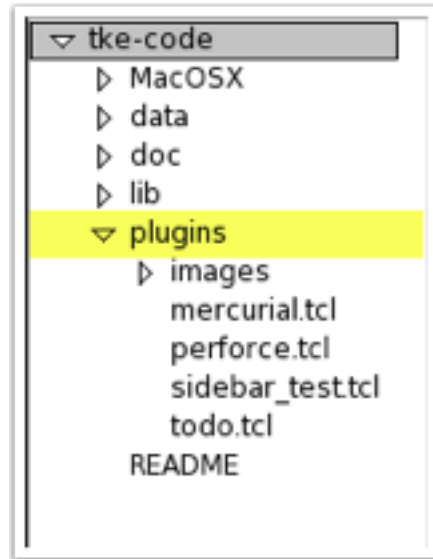 tke-code
MacOSX
data
doc
lib
plugins
images
mercurial.tcl
perforce.tcl
sidebar_test.tcl
todo.tcl
README